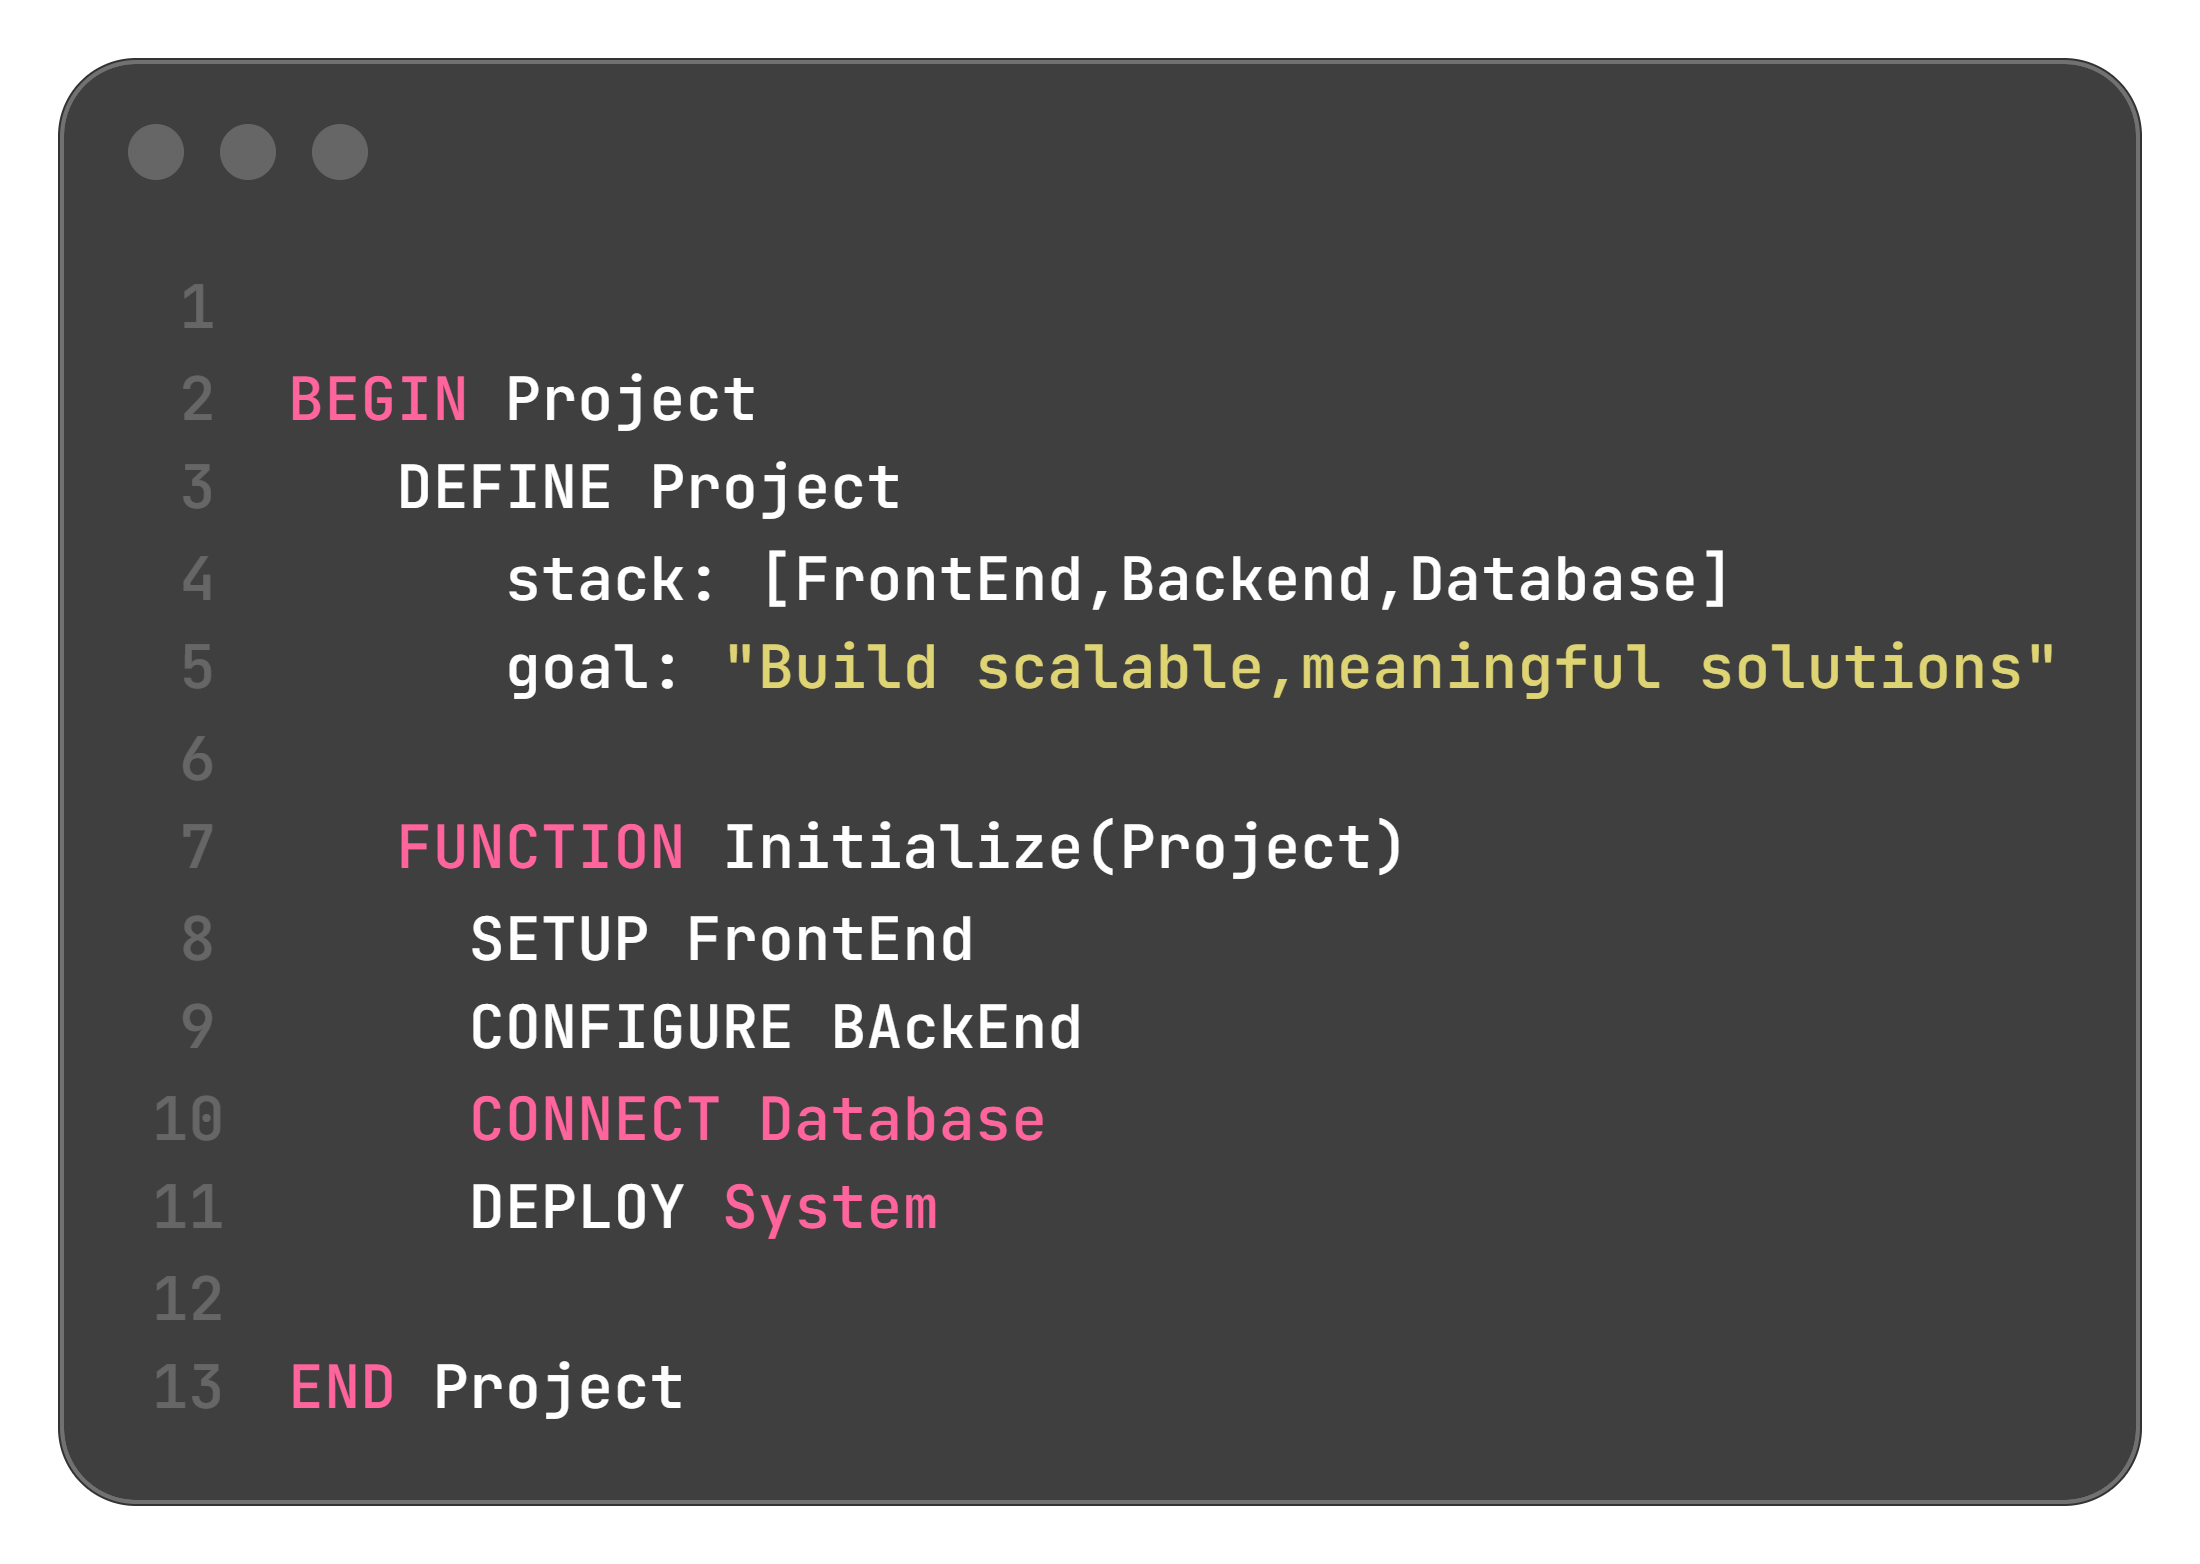 1
2 BEGIN Project
3 DEFINE Project
4 stack: [FrontEnd,Backend,Database]
5 goal: "Build scalable,meaningful solutions"
6
7 FUNCTION Initialize(Project)
8 SETUP FrontEnd
9 CONFIGURE BAckEnd
10 CONNECT Database
11 DEPLOY System
12
13 END Project